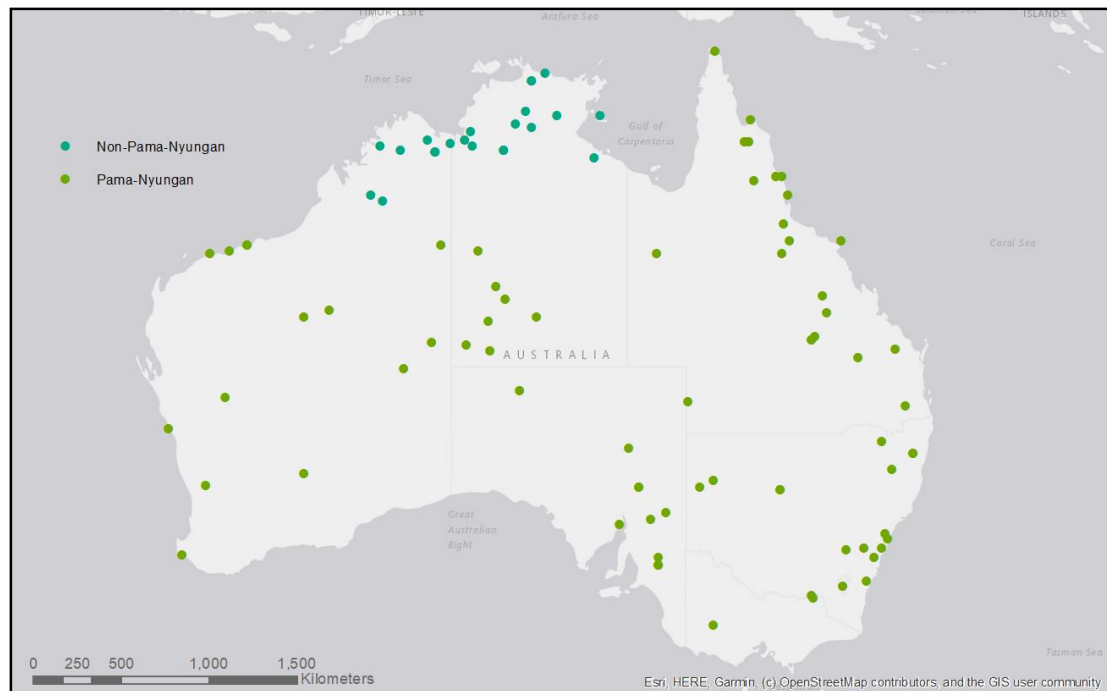 TIMOR-LESTE
Arafura Sea
ISLANDS
Timor Sea
Gulf of
Carpentaria
Non-Pama-Nyungan
Pama-Nyungan
Coral Sea
AUSTRALIA
Great
Australian
Bight
Tasman Sea
0 250 500 1,000 1,500
Kilometers
Esri, HERE, Garmin, (c) OpenStreetMap contributors, and the GIS user community